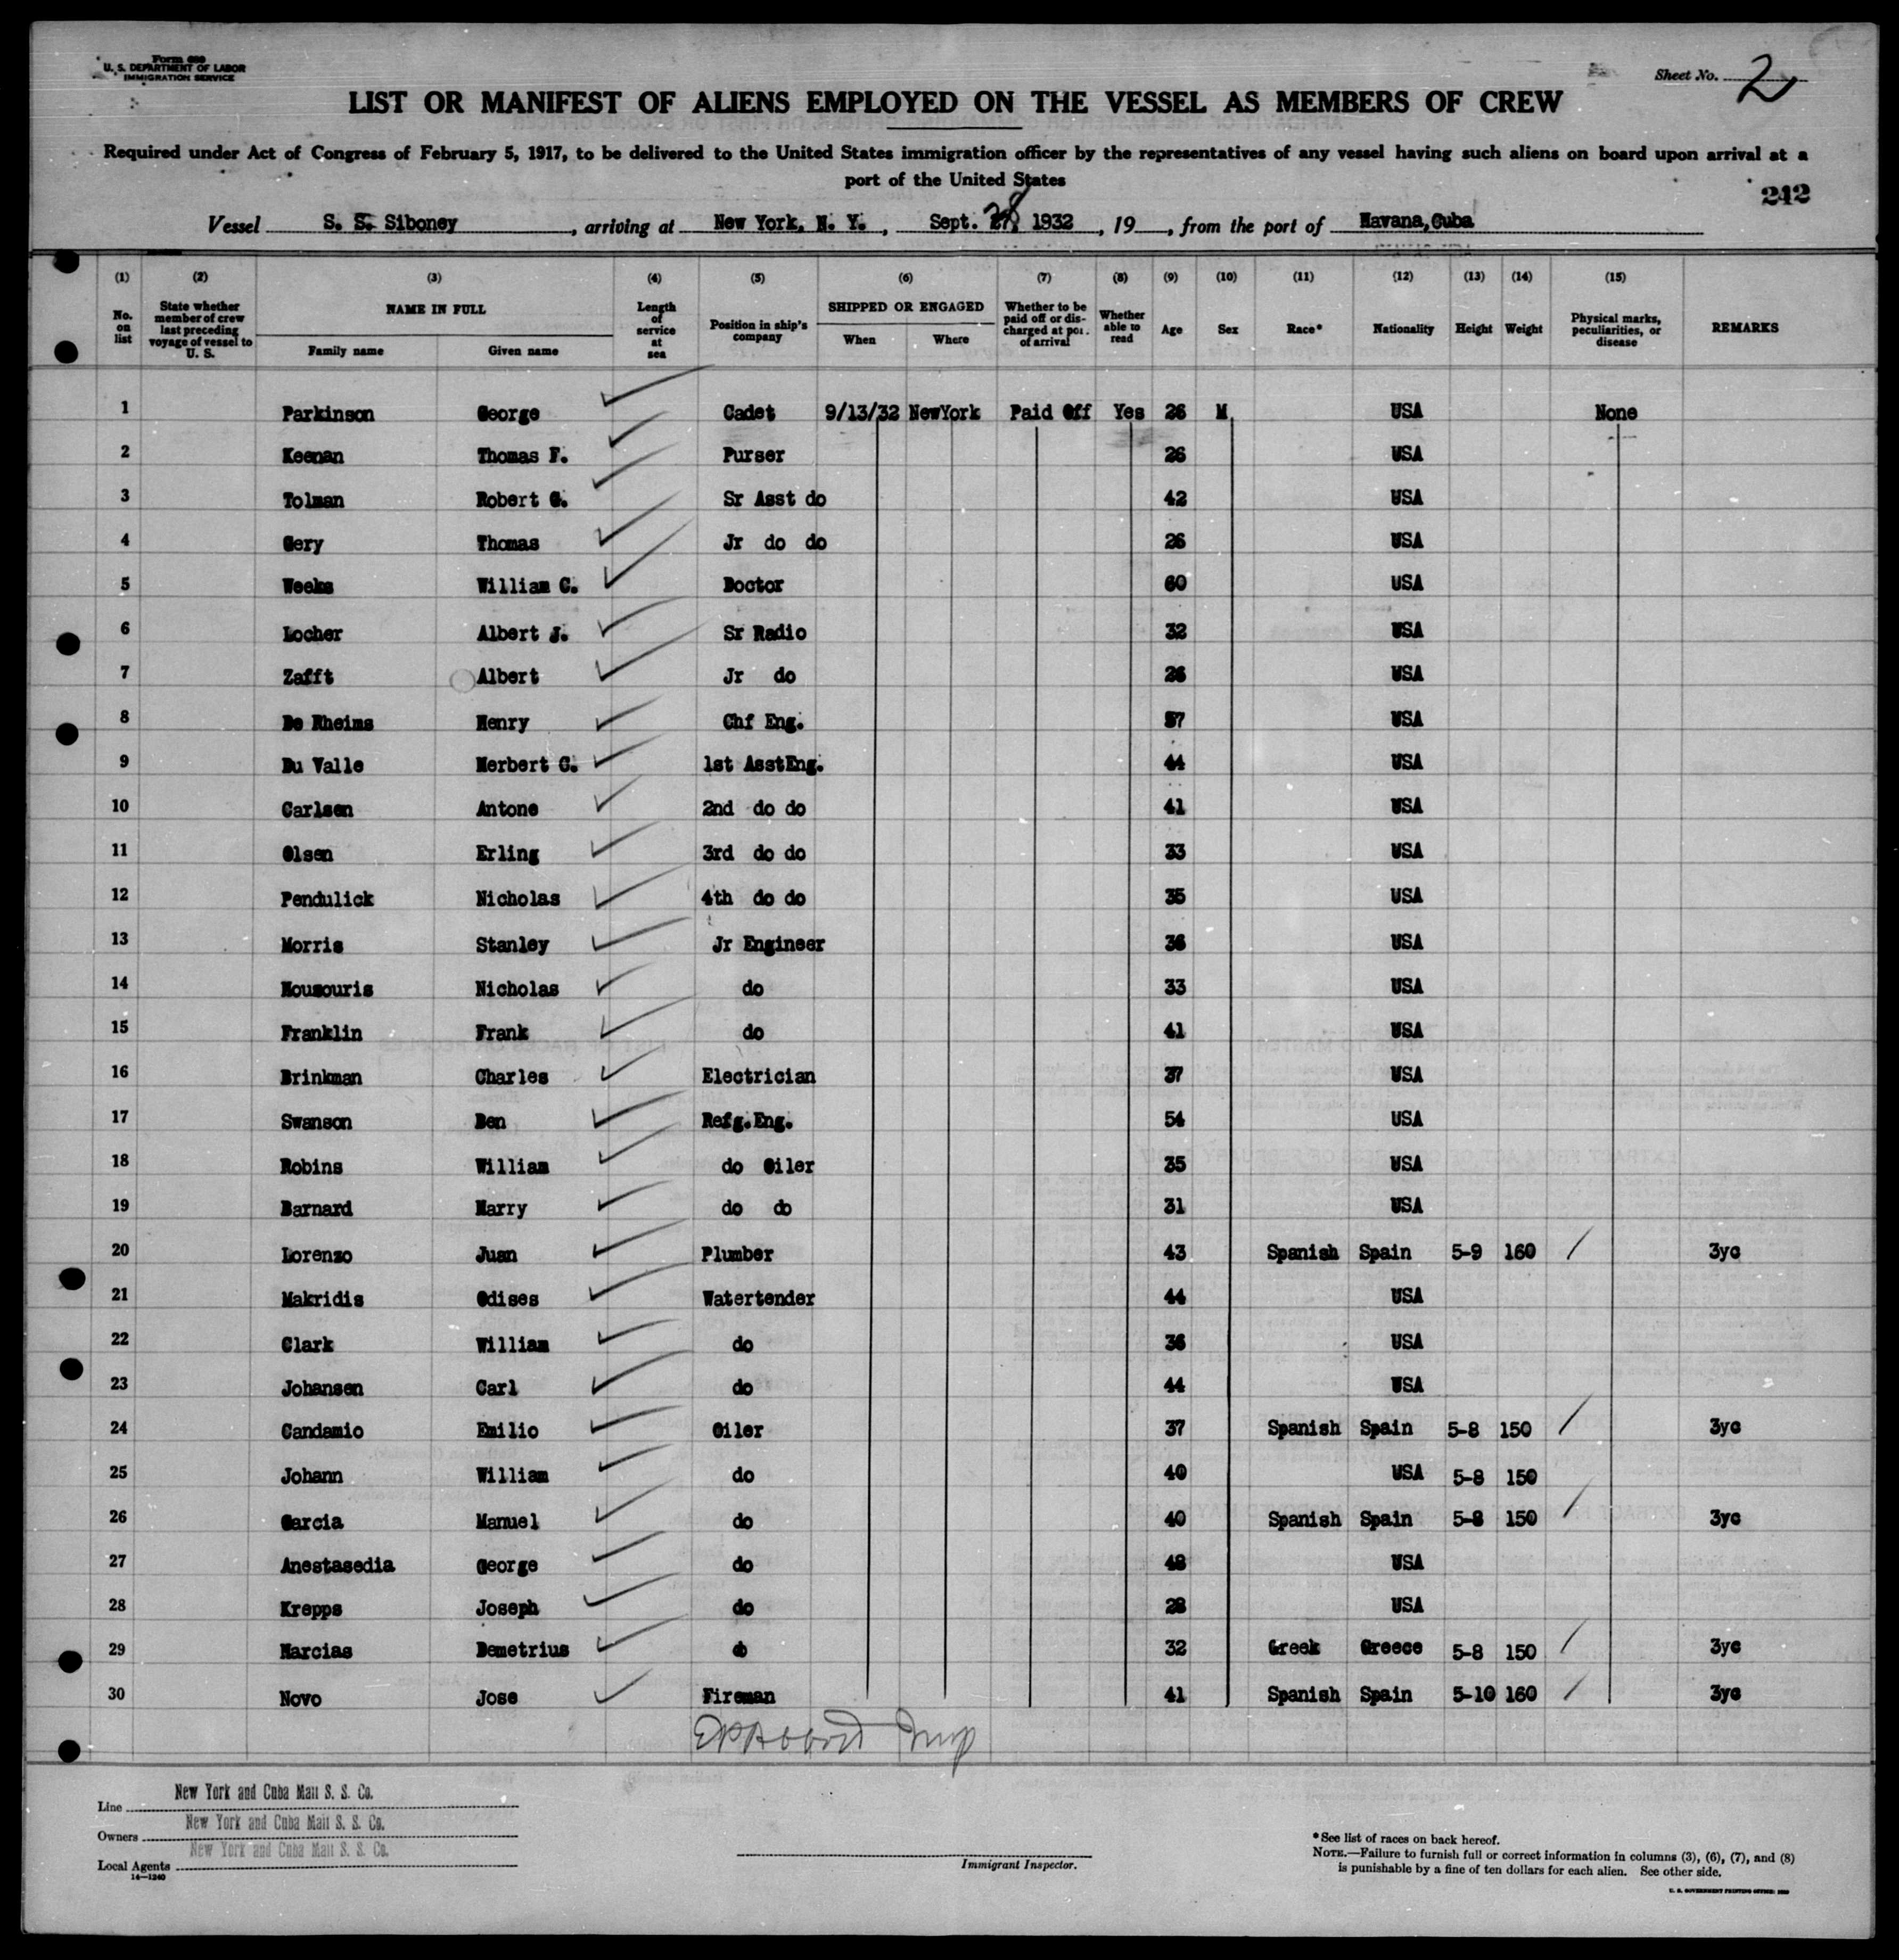 Form 689
U. S. DEPARTMENT OF LABOR
IMMIGRATION SERVICE
Sheet No. 2
LIST OR MANIFEST OF ALIENS EMPLOYED ON THE VESSEL AS MEMBERS OF CREW
Required under Act of Congress of February 5, 1917, to be delivered to the United States immigration officer by the representatives of any vessel having such aliens on board upon arrival at a
port of the United States
242
Vessel S. S. Siboney, arriving at New York, N. Y., Sept. 28, 1932, 19, from the port of Havana, Cuba
(1) (2) (3) (4) (5) (6) (7) (8) (9) (10) (11) (12) (13) (14) (15)
No. on list State whether member of crew last preceding voyage of vessel to U. S. NAME IN FULL Family name Given name Length of service at sea Position in ship's company SHIPPED OR ENGAGED When Where Whether to be paid off or discharged at port of arrival Whether able to read Age Sex Race* Nationality Height Weight Physical marks, peculiarities, or disease REMARKS
1 Parkinson George Cadet 9/13/32 NewYork Paid Off Yes 26 M USA None
2 Keenan Thomas F. Purser 26 USA
3 Tolman Robert G. Sr Asst do 42 USA
4 Gery Thomas Jr do do 26 USA
5 Weeks William C. Doctor 60 USA
6 Locher Albert J. Sr Radio 32 USA
7 Zafft Albert Jr do 26 USA
8 De Rheims Henry Chf Eng. 57 USA
9 Du Valle Herbert C. 1st AsstEng. 44 USA
10 Carlsen Antone 2nd do do 41 USA
11 Olsen Erling 3rd do do 33 USA
12 Pendulick Nicholas 4th do do 35 USA
13 Morris Stanley Jr Engineer 36 USA
14 Mousouris Nicholas do 33 USA
15 Franklin Frank do 41 USA
16 Brinkman Charles Electrician 37 USA
17 Swanson Ben Refg.Eng. 54 USA
18 Robins William do Oiler 35 USA
19 Barnard Harry do do 31 USA
20 Lorenzo Juan Plumber 43 Spanish Spain 5-9 160 3yc
21 Makridis Odises Watertender 44 USA
22 Clark William do 36 USA
23 Johansen Carl do 44 USA
24 Candamio Emilio Oiler 37 Spanish Spain 5-8 150 3yc
25 Johann William do 40 USA 5-8 150
26 Garcia Manuel do 40 Spanish Spain 5-8 150 3yc
27 Anestasedia George do 48 USA
28 Krepps Joseph do 28 USA
29 Narcias Demetrius do 32 Greek Greece 5-8 150 3yc
30 Novo Jose Fireman 41 Spanish Spain 5-10 160 3yc
Line New York and Cuba Mail S. S. Co.
Owners New York and Cuba Mail S. S. Co.
Local Agents New York and Cuba Mail S. S. Co.
14—1240
Immigrant Inspector.
*See list of races on back hereof.
NOTE.—Failure to furnish full or correct information in columns (3), (6), (7), and (8)
is punishable by a fine of ten dollars for each alien. See other side.